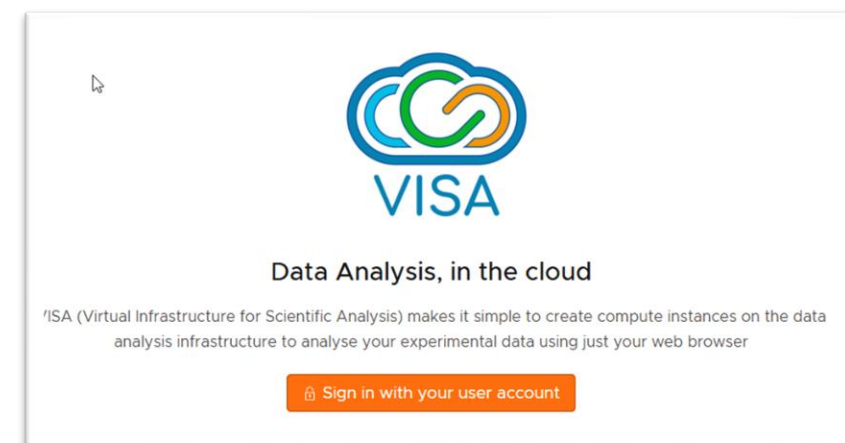 VISA
Data Analysis, in the cloud
'ISA (Virtual Infrastructure for Scientific Analysis) makes it simple to create compute instances on the data
analysis infrastructure to analyse your experimental data using just your web browser
Sign in with your user account